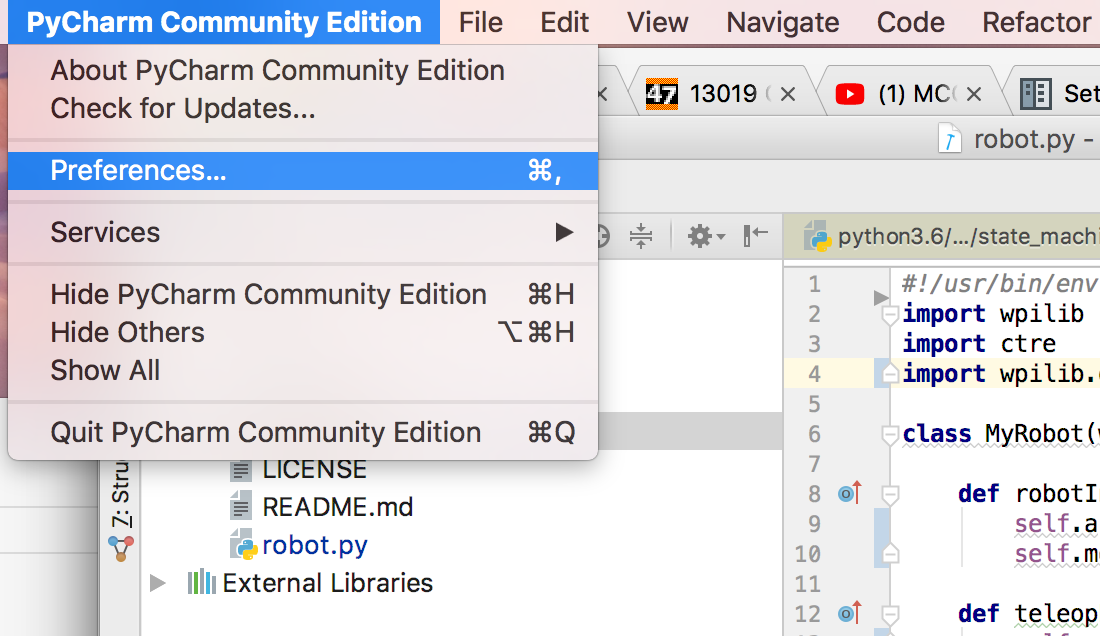 PyCharm Community Edition File Edit View Navigate Code Refactor
About PyCharm Community Edition
Check for Updates...
Preferences... ⌘,
Services
Hide PyCharm Community Edition ⌘H
Hide Others ⌥⌘H
Show All
Quit PyCharm Community Edition ⌘Q
47 13019 (1) MC Set
robot.py -
python3.6/.../state_machi
1 #!/usr/bin/env
2 import wpilib
3 import ctre
4 import wpilib.
5
6 class MyRobot(
7
8 def robotI
9 self.a
10 self.m
11
12 def teleop
Z: Stru
LICENSE
README.md
robot.py
External Libraries